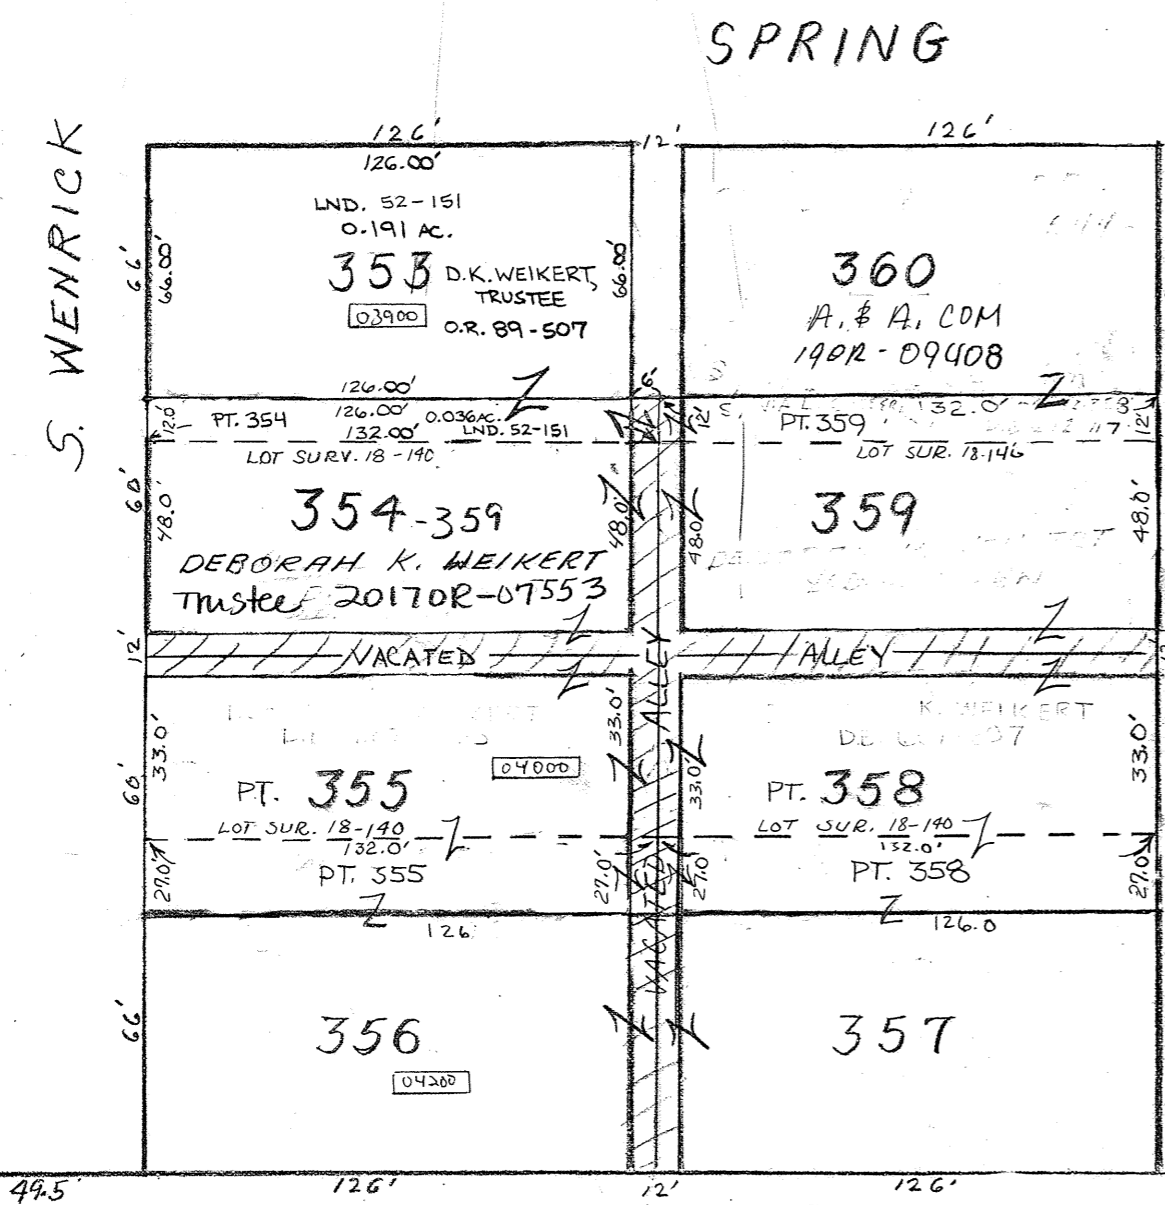 SPRING
S. WENRICK
126'
12'
126'
126.00'
LND. 52-151
0.191 AC.
66'
66.00'
353
D.K. WEIKERT,
TRUSTEE
03900
O.R. 89-507
66.00'
360
A. & A. COM
19OR-09408
126.00'
6'
12.0'
PT. 354
126.00'
0.036 AC.
132.00'
LND. 52-151
LOT SURV. 18-140
12'
PT. 359
132.0'
12'
LOT SUR. 18-146
60'
48.0'
354-359
48.0'
48.0'
359
48.0'
DEBORAH K. WEIKERT
Trustee 2017OR-07553
12'
VACATED
ALLEY
VACATED ALLEY
K. WEIKERT
60'
33.0'
33.0'
33.0'
33.0'
04000
PT. 355
PT. 358
LOT SUR. 18-140
132.0'
LOT SUR. 18-140
132.0'
27.0'
PT. 355
27.0'
27.0'
PT. 358
27.0'
126
126.0
66'
356
357
04200
49.5
126'
12'
126'